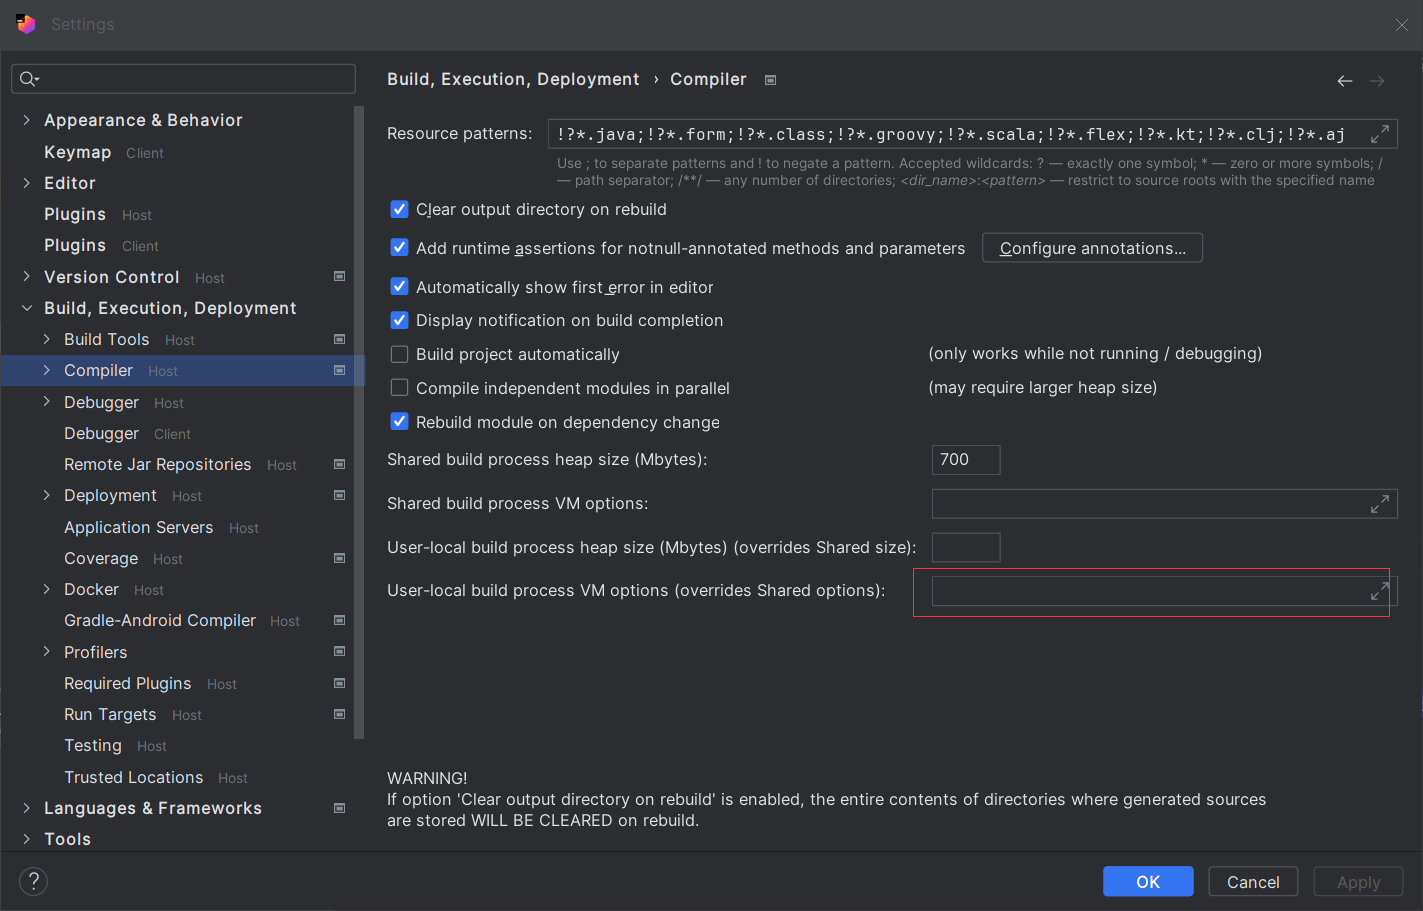 Settings
Build, Execution, Deployment › Compiler
Appearance & Behavior
Keymap Client
Editor
Plugins Host
Plugins Client
Version Control Host
Build, Execution, Deployment
Build Tools Host
Compiler Host
Debugger Host
Debugger Client
Remote Jar Repositories Host
Deployment Host
Application Servers Host
Coverage Host
Docker Host
Gradle-Android Compiler Host
Profilers
Required Plugins Host
Run Targets Host
Testing Host
Trusted Locations Host
Languages & Frameworks
Tools
Resource patterns: !?*.java;!?*.form;!?*.class;!?*.groovy;!?*.scala;!?*.flex;!?*.kt;!?*.clj;!?*.aj
Use ; to separate patterns and ! to negate a pattern. Accepted wildcards: ? — exactly one symbol; * — zero or more symbols; /
— path separator; /**/ — any number of directories; <dir_name>:<pattern> — restrict to source roots with the specified name
Clear output directory on rebuild
Add runtime assertions for notnull-annotated methods and parameters Configure annotations...
Automatically show first error in editor
Display notification on build completion
Build project automatically (only works while not running / debugging)
Compile independent modules in parallel (may require larger heap size)
Rebuild module on dependency change
Shared build process heap size (Mbytes): 700
Shared build process VM options:
User-local build process heap size (Mbytes) (overrides Shared size):
User-local build process VM options (overrides Shared options):
WARNING!
If option 'Clear output directory on rebuild' is enabled, the entire contents of directories where generated sources
are stored WILL BE CLEARED on rebuild.
? OK Cancel Apply